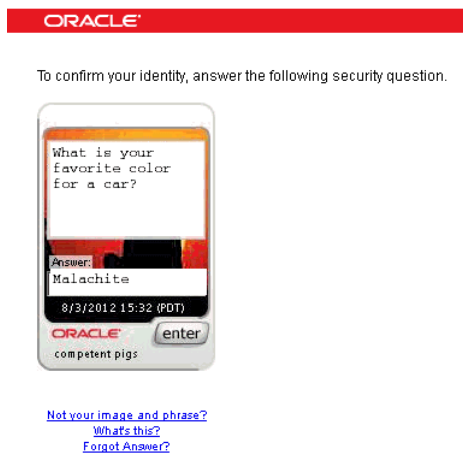 ORACLE
To confirm your identity, answer the following security question.
What is your
favorite color
for a car?
Answer:
Malachite
8/3/2012 15:32 (PDT)
ORACLE
enter
competent pigs
Not your image and phrase?
What's this?
Forgot Answer?